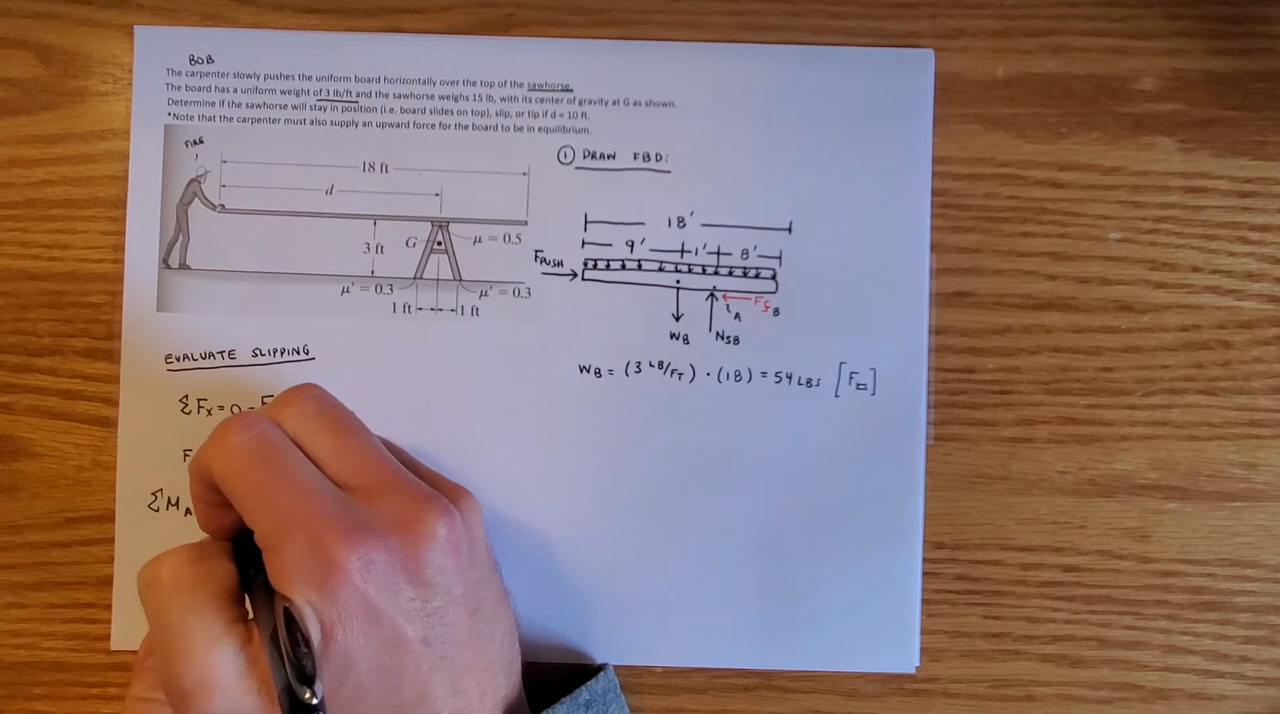 BOB
The carpenter slowly pushes the uniform board horizontally over the top of the sawhorse.
The board has a uniform weight of 3 lb/ft and the sawhorse weighs 15 lb, with its center of gravity at G as shown.
Determine if the sawhorse will stay in position (i.e. board slides on top), slip, or tip if d = 10 ft.
*Note that the carpenter must also supply an upward force for the board to be in equilibrium.
FIRE
18 ft
d
3 ft
G
μ = 0.5
μ' = 0.3
μ' = 0.3
1 ft
1 ft
① DRAW FBD:
18'
9' 1' 8'
FPUSH
A
WB
NSB
WB = (3 LB/FT) · (18) = 54 LBS
EVALUATE SLIPPING
ΣFx = 0 =
ΣMA